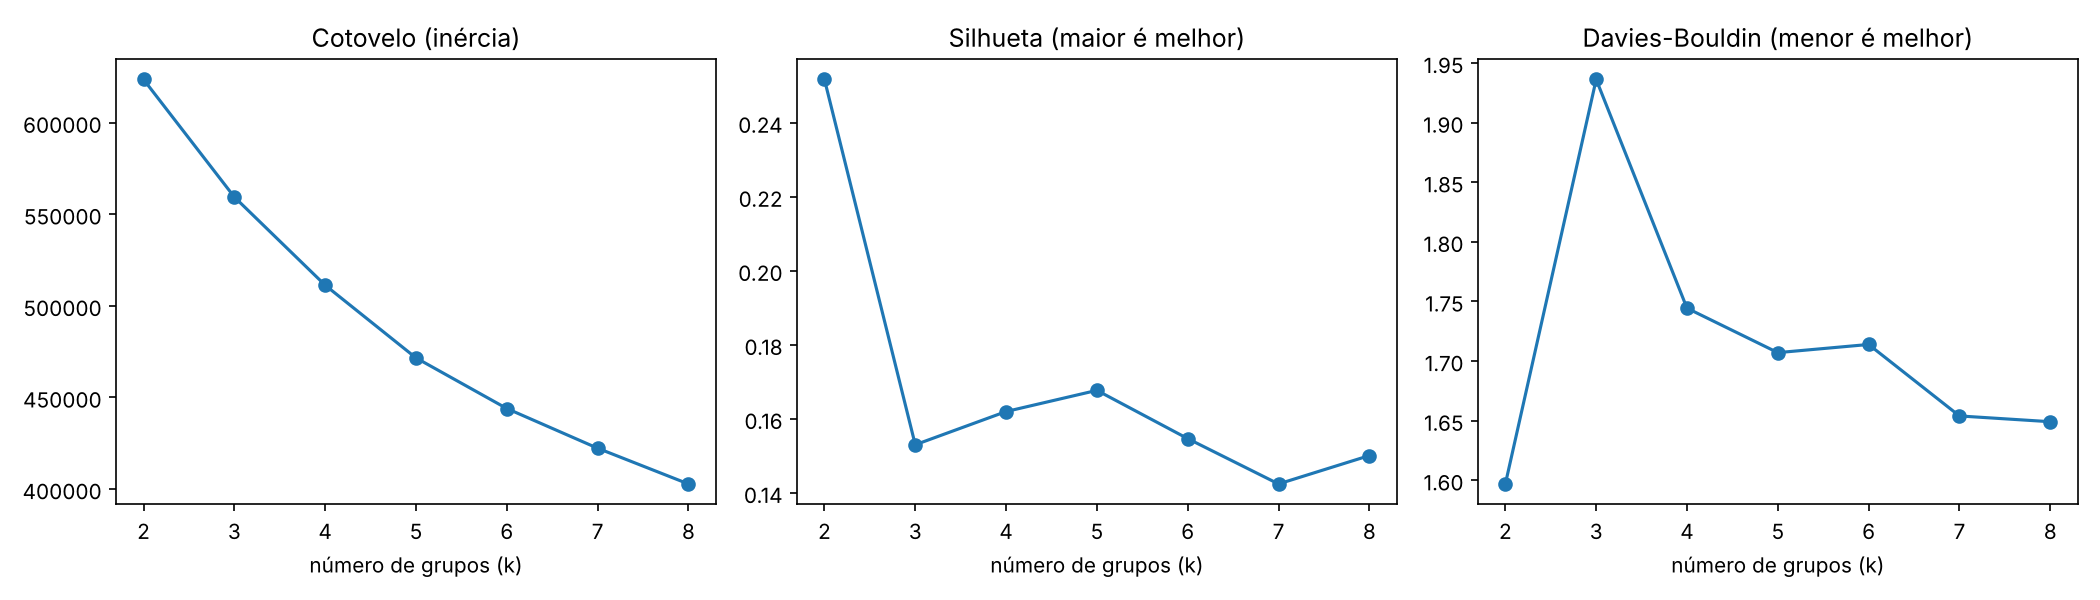 Cotovelo (inércia)
600000
550000
500000
450000
400000
2 3 4 5 6 7 8
número de grupos (k)
Silhueta (maior é melhor)
0.24
0.22
0.20
0.18
0.16
0.14
2 3 4 5 6 7 8
número de grupos (k)
Davies-Bouldin (menor é melhor)
1.95
1.90
1.85
1.80
1.75
1.70
1.65
1.60
2 3 4 5 6 7 8
número de grupos (k)